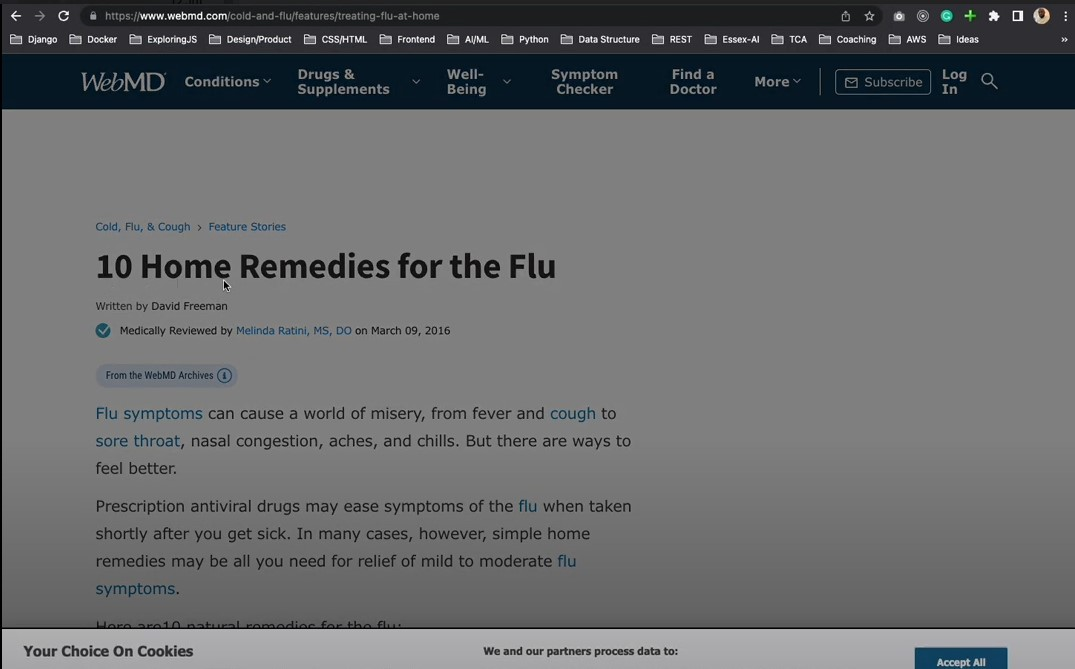 https://www.webmd.com/cold-and-flu/features/treating-flu-at-home
Django Docker ExploringJS Design/Product CSS/HTML Frontend AI/ML Python Data Structure REST Essex-AI TCA Coaching AWS Ideas »
WebMD Conditions Drugs & Supplements Well-Being Symptom Checker Find a Doctor More Subscribe Log In
Cold, Flu, & Cough > Feature Stories
10 Home Remedies for the Flu
Written by David Freeman
Medically Reviewed by Melinda Ratini, MS, DO on March 09, 2016
From the WebMD Archives
Flu symptoms can cause a world of misery, from fever and cough to
sore throat, nasal congestion, aches, and chills. But there are ways to
feel better.
Prescription antiviral drugs may ease symptoms of the flu when taken
shortly after you get sick. In many cases, however, simple home
remedies may be all you need for relief of mild to moderate flu
symptoms.
Here are10 natural remedies for the flu:
Your Choice On Cookies We and our partners process data to:
Accept All